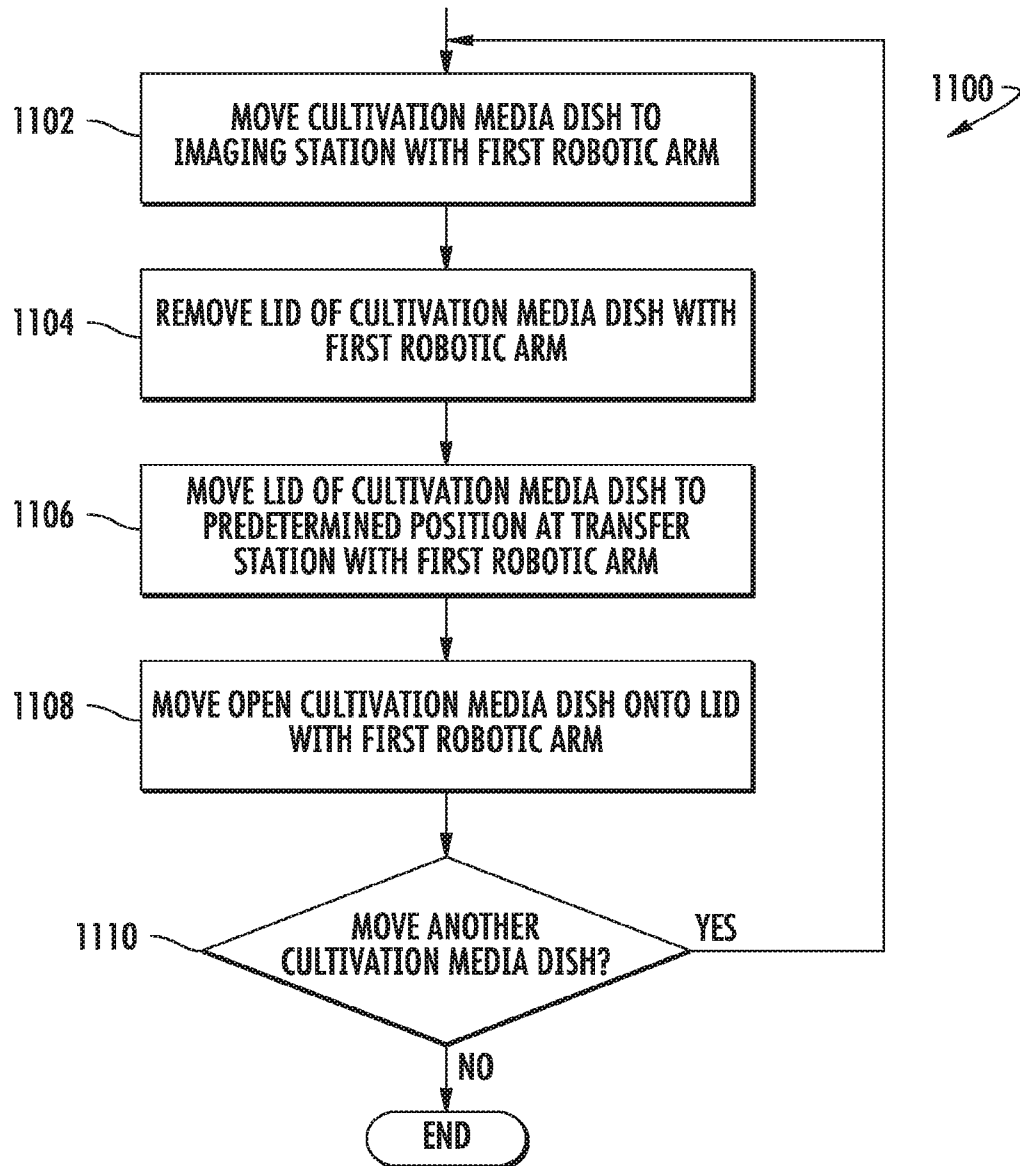 1100
1102
MOVE CULTIVATION MEDIA DISH TO
IMAGING STATION WITH FIRST ROBOTIC ARM
1104
REMOVE LID OF CULTIVATION MEDIA DISH WITH
FIRST ROBOTIC ARM
1106
MOVE LID OF CULTIVATION MEDIA DISH TO
PREDETERMINED POSITION AT TRANSFER
STATION WITH FIRST ROBOTIC ARM
1108
MOVE OPEN CULTIVATION MEDIA DISH ONTO LID
WITH FIRST ROBOTIC ARM
1110
MOVE ANOTHER
CULTIVATION MEDIA DISH?
YES
NO
END